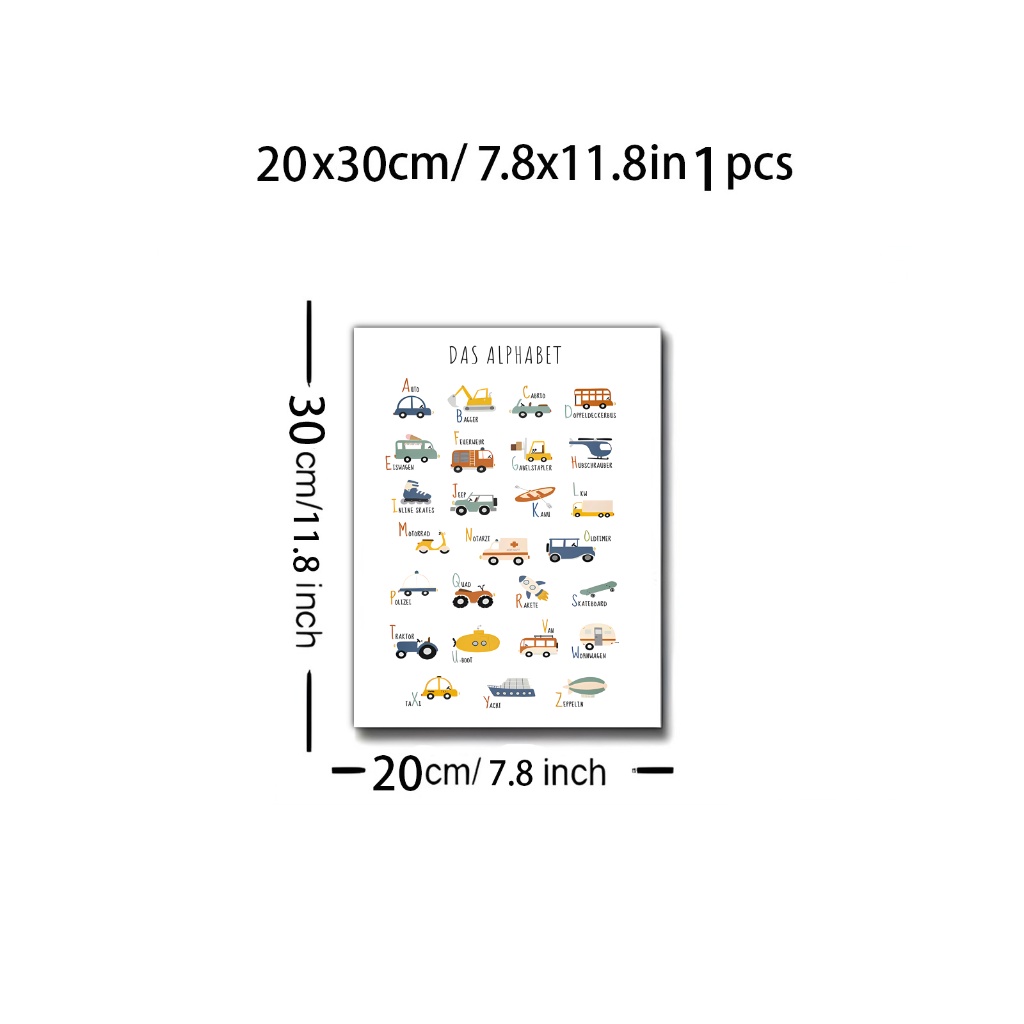 20x30cm/ 7.8x11.8in 1 pcs
30 cm/11.8 inch
DAS ALPHABET
AUTO
BAGGER
CABRIO
DOPPELDECKERBUS
EISWAGEN
FEUERWEHR
GABELSTAPLER
HUBSCHRAUBER
INLINE SKATES
JEEP
KANU
LKW
MOTORRAD
NOTARZT
OLDTIMER
POLIZEI
QUAD
RAKETE
SKATEBOARD
TRAKTOR
U-BOOT
VAN
WOHNWAGEN
TAXI
YACHT
ZEPPELIN
20cm/ 7.8 inch